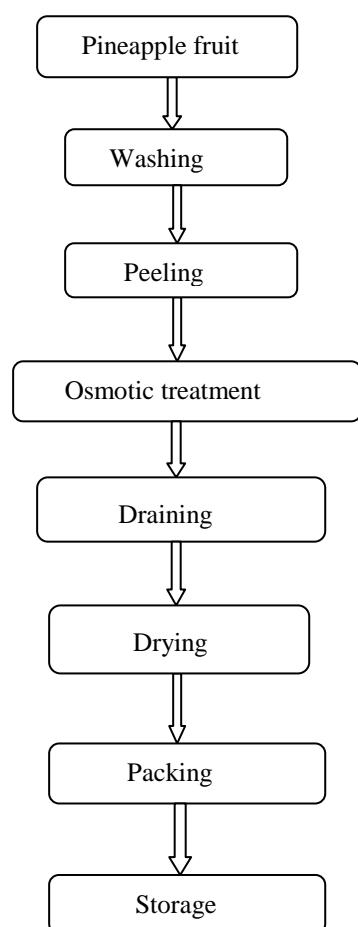 Pineapple fruit
Washing
Peeling
Osmotic treatment
Draining
Drying
Packing
Storage